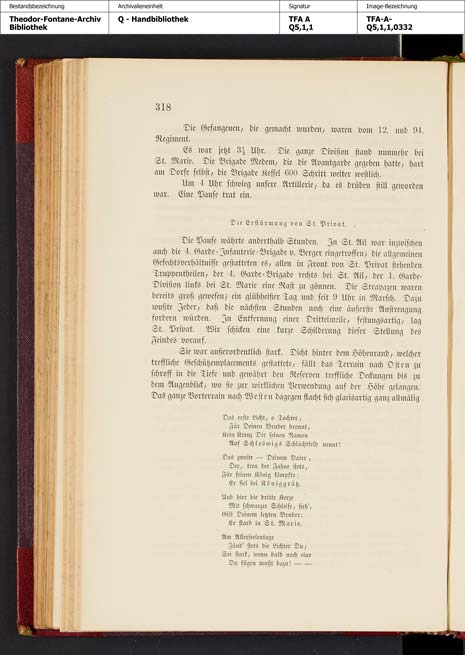 Bestandsbezeichnung
Archivalieneinheit
Signatur
Image-Bezeichnung
Theodor-Fontane-Archiv
Bibliothek
Q - Handbibliothek
TFA A
Q5,1,1
TFA-A-
Q5,1,1,0332
318
Die Gefangenen, die gemacht wurden, waren vom 12. und 94.
Regiment.
Es war jetzt 3½ Uhr. Die ganze Division stand nunmehr bei
St. Marie. Die Brigade Medem, die die Avantgarde gegeben hatte, hart
am Dorfe selbst, die Brigade Kessel 600 Schritt weiter westlich.
Um 4 Uhr schwieg unsere Artillerie, da es drüben still geworden
war. Eine Pause trat ein.
Die Erstürmung von St. Privat.
Die Pause währte anderthalb Stunden. In St. Ail war inzwischen
auch die 4. Garde-Infanterie-Brigade v. Berger eingetroffen; die allgemeinen
Gefechtsverhältnisse gestatteten es, allen in Front von St. Privat stehenden
Truppentheilen, der 4. Garde-Brigade rechts bei St. Ail, der 1. Garde-
Division links bei St. Marie eine Rast zu gönnen. Die Strapazen waren
bereits groß gewesen; ein glühheißer Tag und seit 9 Uhr in Marsch. Dazu
wußte Jeder, daß die nächsten Stunden noch eine äußerste Anstrengung
fordern würden. In Entfernung einer Drittelmeile, festungsartig, lag
St. Privat. Wir schicken eine kurze Schilderung dieser Stellung des
Feindes vorauf.
Sie war außerordentlich stark. Dicht hinter dem Höhenrand, welcher
treffliche Geschützemplacements gestattete, fällt das Terrain nach Osten zu
schroff in die Tiefe und gewährt den Reserven treffliche Deckungen bis zu
dem Augenblick, wo sie zur wirklichen Verwendung auf der Höhe gelangen.
Das ganze Vorterrain nach Westen dagegen flacht sich glacisartig ganz allmälig
Das erste Licht, o Tochter,
Für Deinen Bruder brennt,
Kein Kreuz Dir seinen Namen
Auf Schleswigs Schlachtfeld nennt!
Das zweite — Deinem Vater,
Der, treu der Fahne stets,
Für seinen König kämpfte:
Er fiel bei Königgrätz.
Und hier die dritte Kerze
Mit schwarzer Schleife, sieh',
Gilt Deinem letzten Bruder:
Er starb in St. Marie.
Am Allerseelentage
Zünd' stets die Lichter Du;
Sei stark, wenn bald noch eine
Du fügen mußt dazu! — —